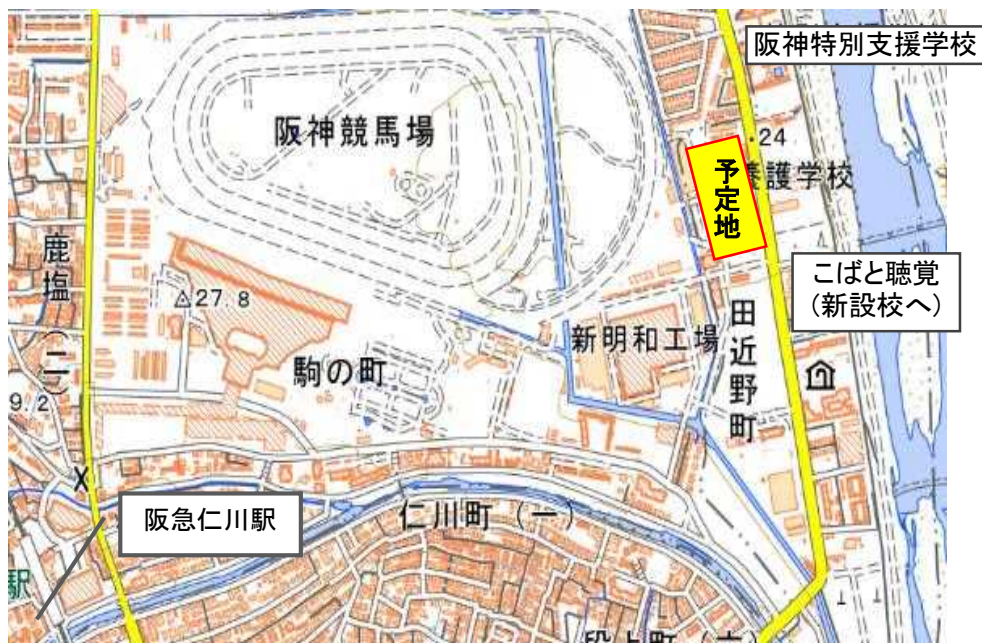 阪神特別支援学校
阪神競馬場
・24
養護学校
予定地
こばと聴覚
(新設校へ)
鹿塩(二)
△27.8
新明和工場
田近野町
駒の町
9.2
X
阪急仁川駅
仁川町(一)
駅
段上町(六)